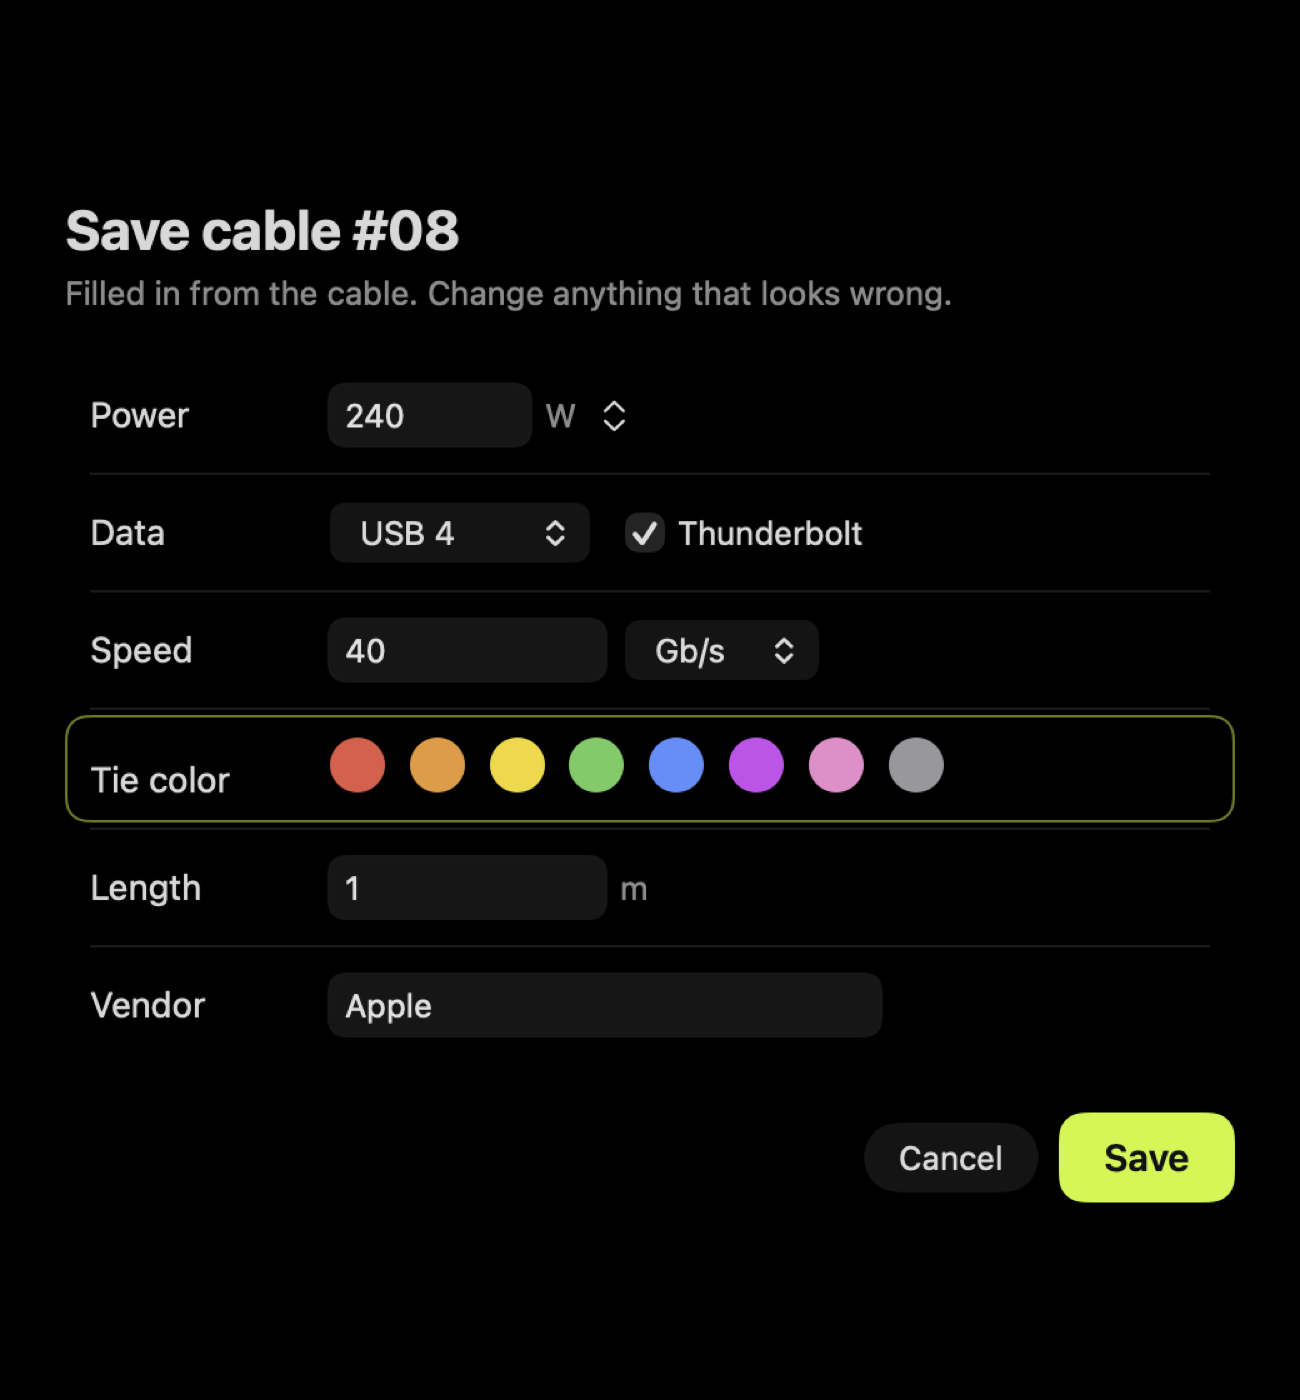 Save cable #08
Filled in from the cable. Change anything that looks wrong.
Power 240 W
Data USB 4 Thunderbolt
Speed 40 Gb/s
Tie color
Length 1 m
Vendor Apple
Cancel Save